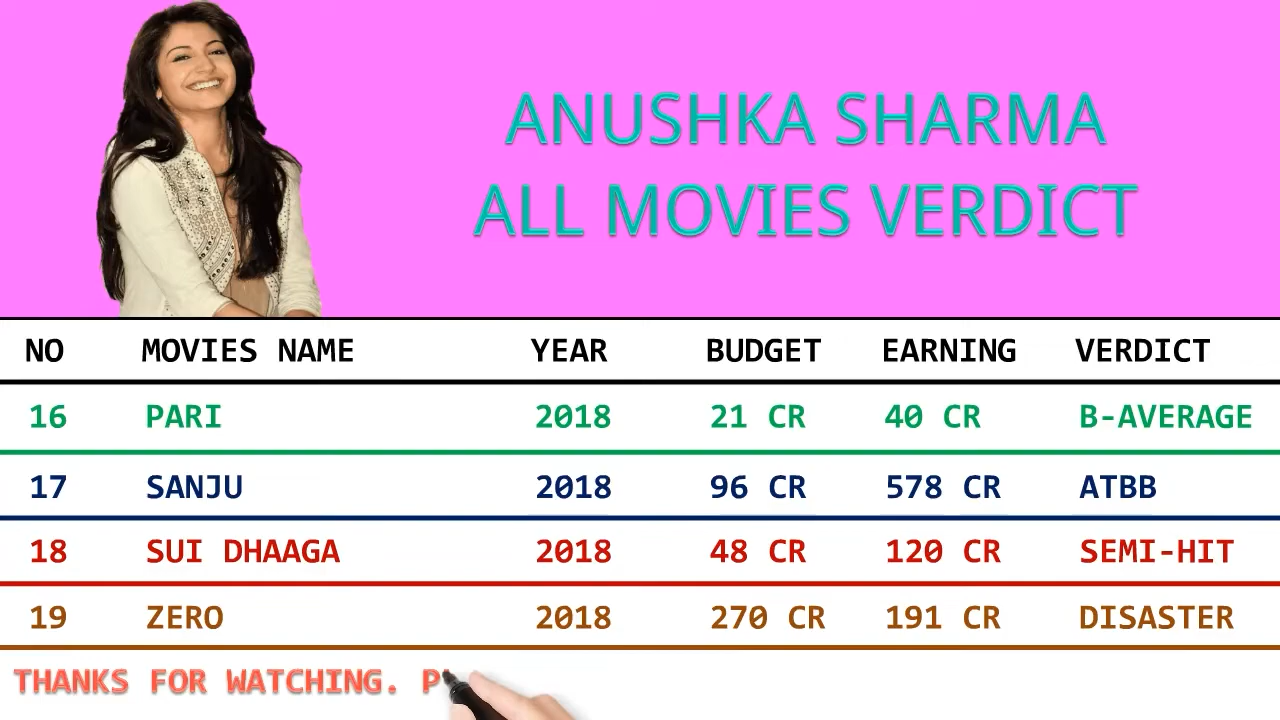 ANUSHKA SHARMA
ALL MOVIES VERDICT
NO MOVIES NAME YEAR BUDGET EARNING VERDICT
16 PARI 2018 21 CR 40 CR B-AVERAGE
17 SANJU 2018 96 CR 578 CR ATBB
18 SUI DHAAGA 2018 48 CR 120 CR SEMI-HIT
19 ZERO 2018 270 CR 191 CR DISASTER
THANKS FOR WATCHING. P